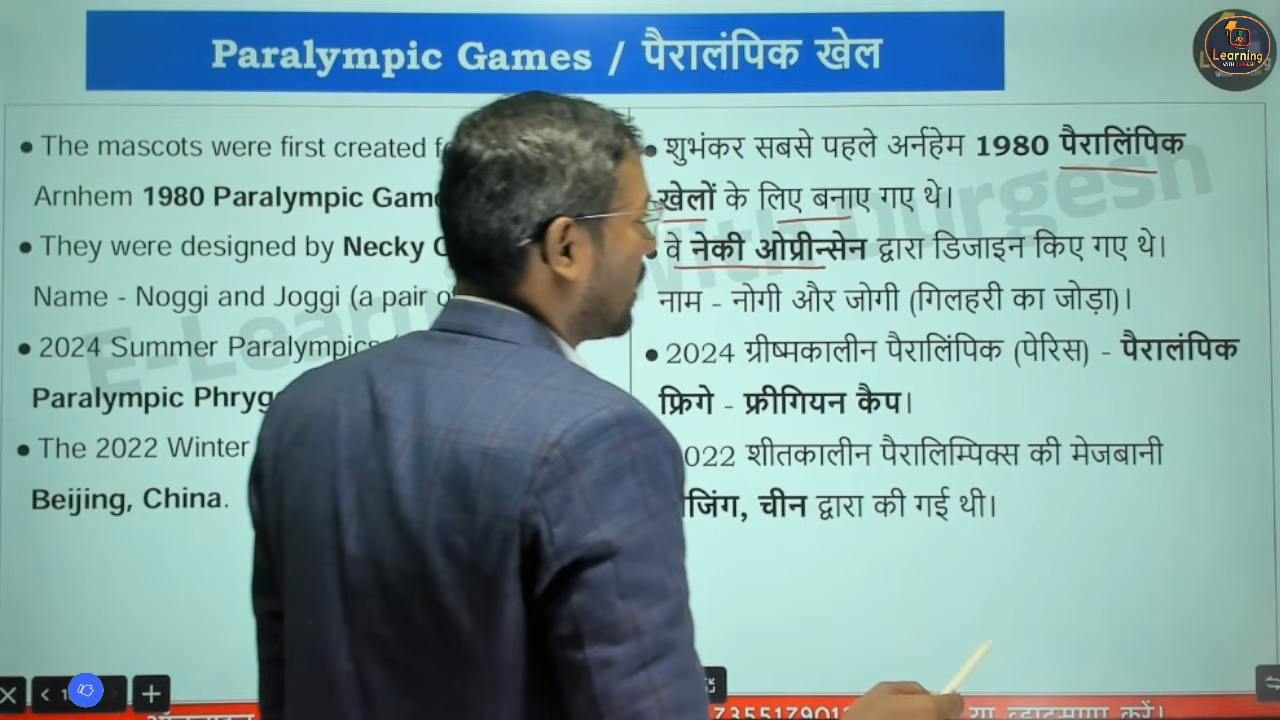 Paralympic Games / पैरालंपिक खेल
Learning
• The mascots were first created
Arnhem 1980 Paralympic Gam
• They were designed by Necky
Name - Noggi and Joggi (a pair
• 2024 Summer Paralympics
Paralympic Phryg
• The 2022 Winter
Beijing, China.
• शुभंकर सबसे पहले अर्नहेम 1980 पैरालिंपिक
खेलों के लिए बनाए गए थे।
• वे नेकी ओप्रीन्सेन द्वारा डिजाइन किए गए थे।
नाम - नोगी और जोगी (गिलहरी का जोड़ा)।
• 2024 ग्रीष्मकालीन पैरालिंपिक (पेरिस) - पैरालंपिक
फ्रिगे - फ्रीगियन कैप।
022 शीतकालीन पैरालिम्पिक्स की मेजबानी
जिंग, चीन द्वारा की गई थी।